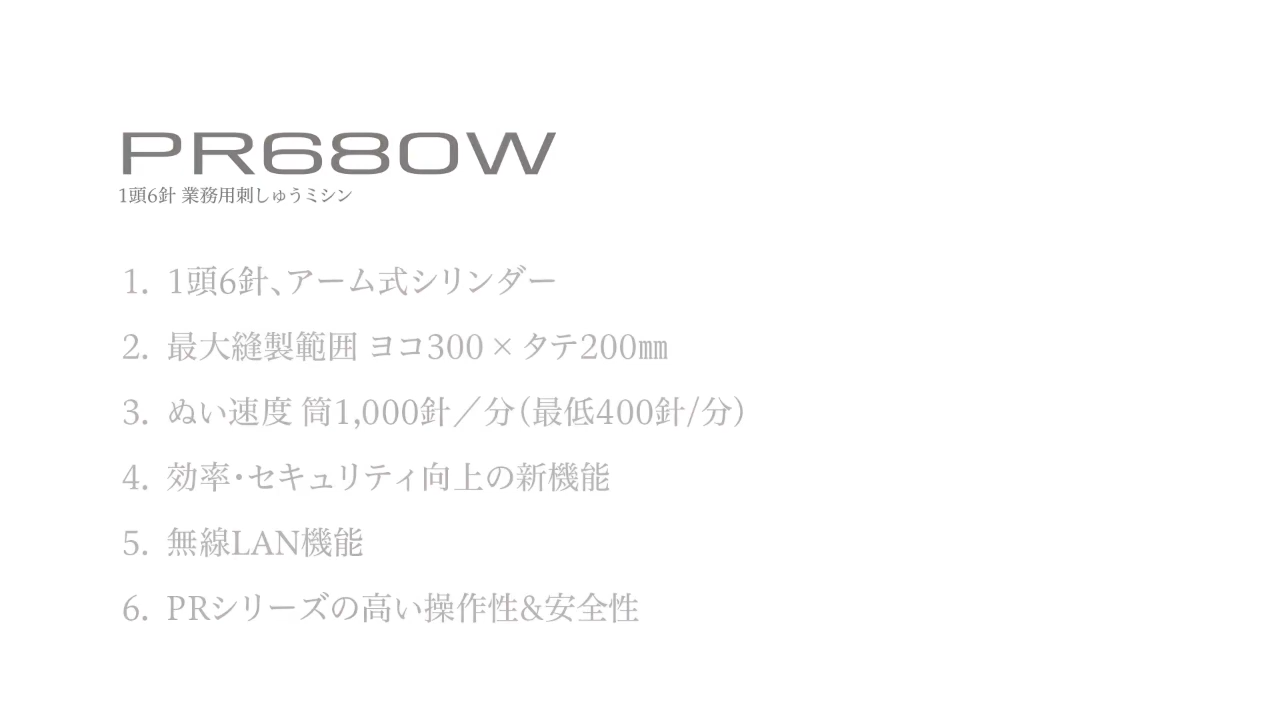 PR680W
1頭6針 業務用刺しゅうミシン
1. 1頭6針、アーム式シリンダー
2. 最大縫製範囲 ヨコ300×タテ200㎜
3. ぬい速度 筒1,000針／分（最低400針/分）
4. 効率・セキュリティ向上の新機能
5. 無線LAN機能
6. PRシリーズの高い操作性&安全性